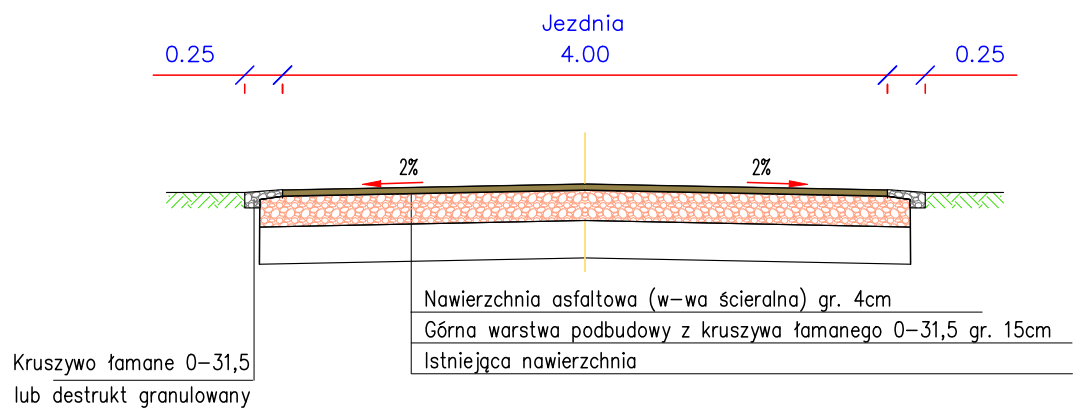 Jezdnia
0.25
4.00
0.25
2%
2%
Nawierzchnia asfaltowa (w-wa ścieralna) gr. 4cm
Górna warstwa podbudowy z kruszywa łamanego 0-31,5 gr. 15cm
Istniejąca nawierzchnia
Kruszywo łamane 0-31,5
lub destrukt granulowany